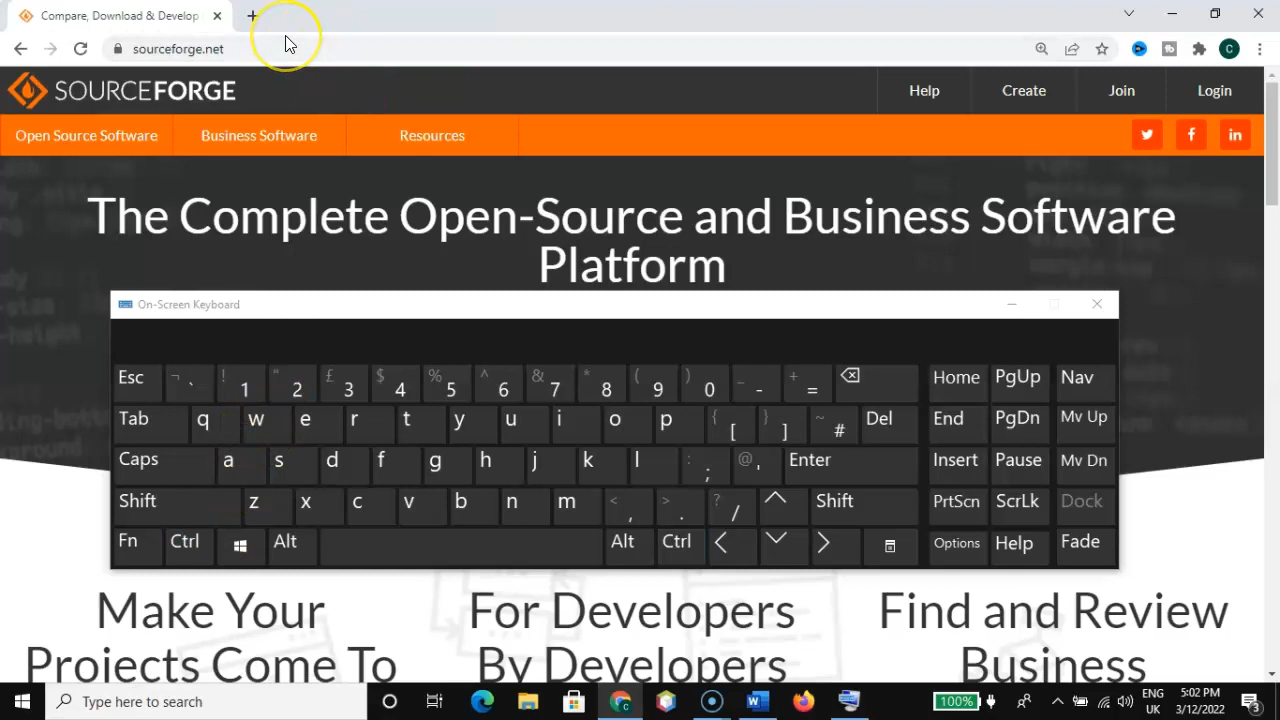 Compare, Download & Develop
sourceforge.net
C
SOURCEFORGE
Help
Create
Join
Login
Open Source Software
Business Software
Resources
The Complete Open-Source and Business Software
Platform
On-Screen Keyboard
Esc ¬ ` ! 1 " 2 £ 3 $ 4 % 5 ^ 6 & 7 * 8 ( 9 ) 0 _ - + = Home PgUp Nav
Tab q w e r t y u i o p { [ } ] ~ # Del End PgDn Mv Up
Caps a s d f g h j k l : ; @ ' Enter Insert Pause Mv Dn
Shift z x c v b n m < , > . ? / Shift PrtScn ScrLk Dock
Fn Ctrl Alt Alt Ctrl Options Help Fade
Make Your
Projects Come To
For Developers
By Developers
Find and Review
Business
Type here to search
100%
ENG
UK
5:02 PM
3/12/2022
3